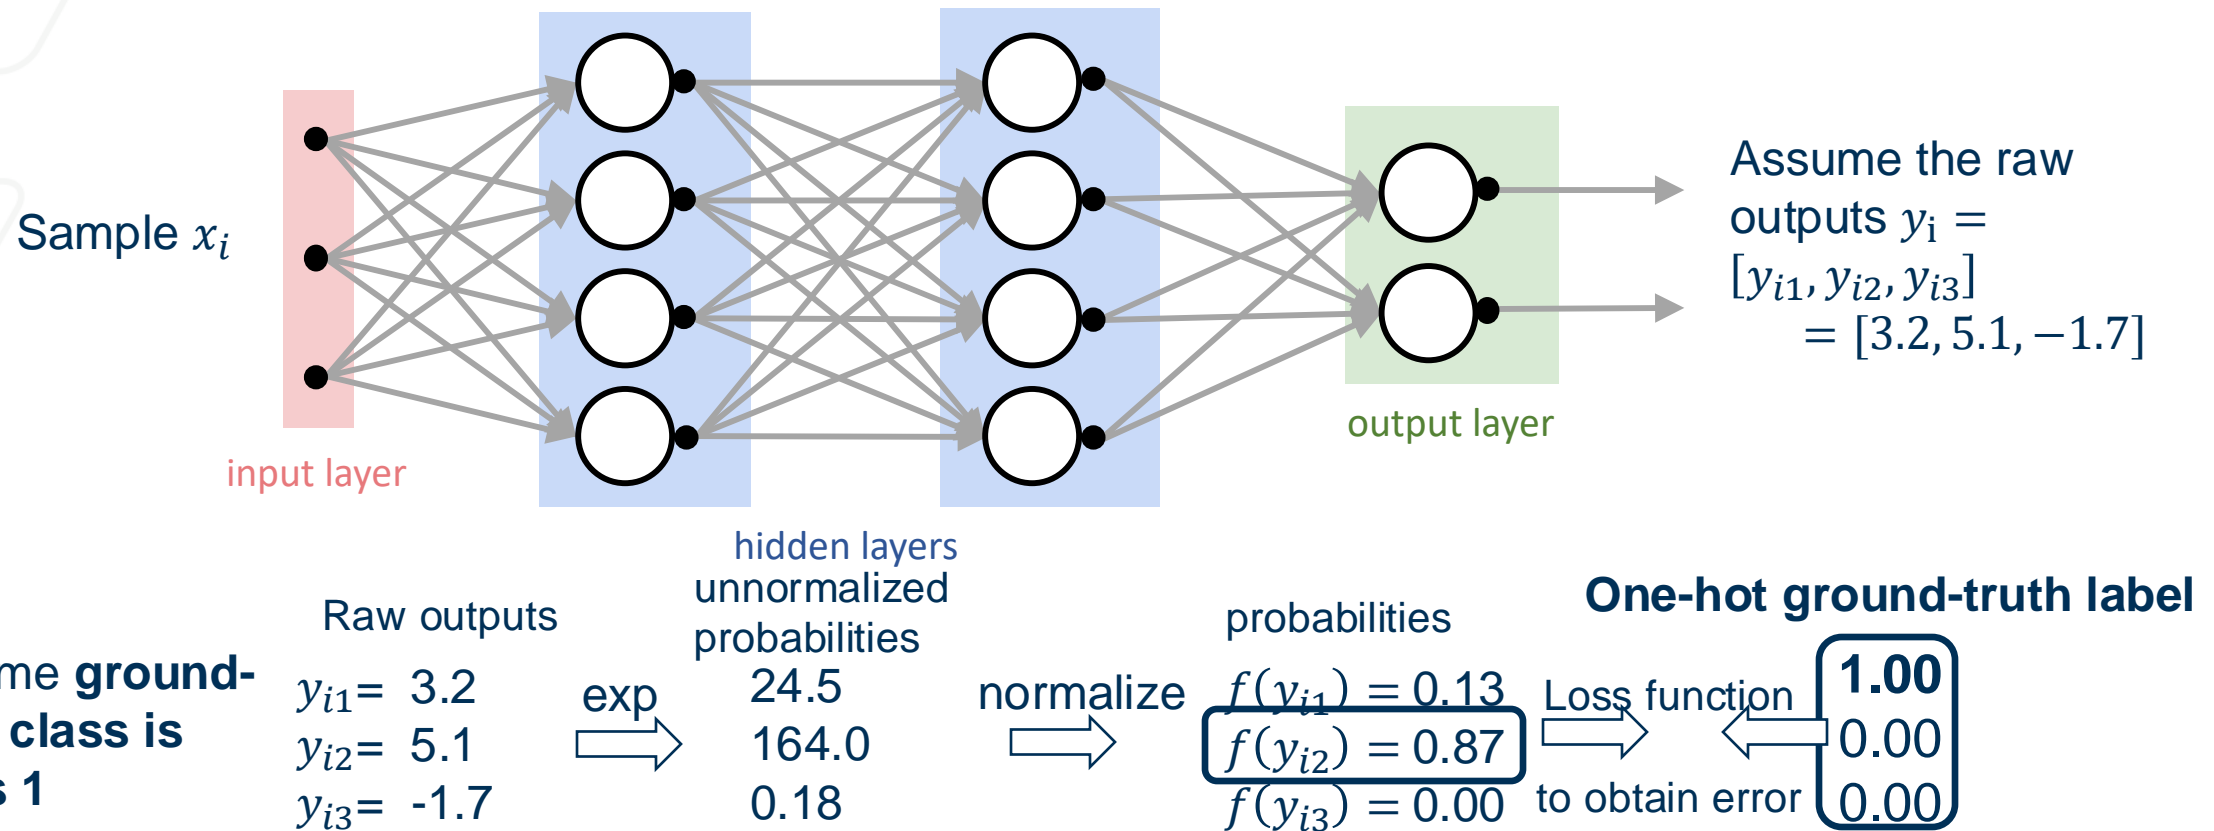 Sample xᵢ
Assume the raw
outputs yᵢ =
[yᵢ₁, yᵢ₂, yᵢ₃]
= [3.2, 5.1, −1.7]
input layer
hidden layers
output layer
me ground-
class is
s 1
Raw outputs
yᵢ₁= 3.2
yᵢ₂= 5.1
yᵢ₃= -1.7
exp
unnormalized
probabilities
24.5
164.0
0.18
normalize
probabilities
f(yᵢ₁) = 0.13
f(yᵢ₂) = 0.87
f(yᵢ₃) = 0.00
Loss function
to obtain error
One-hot ground-truth label
1.00
0.00
0.00